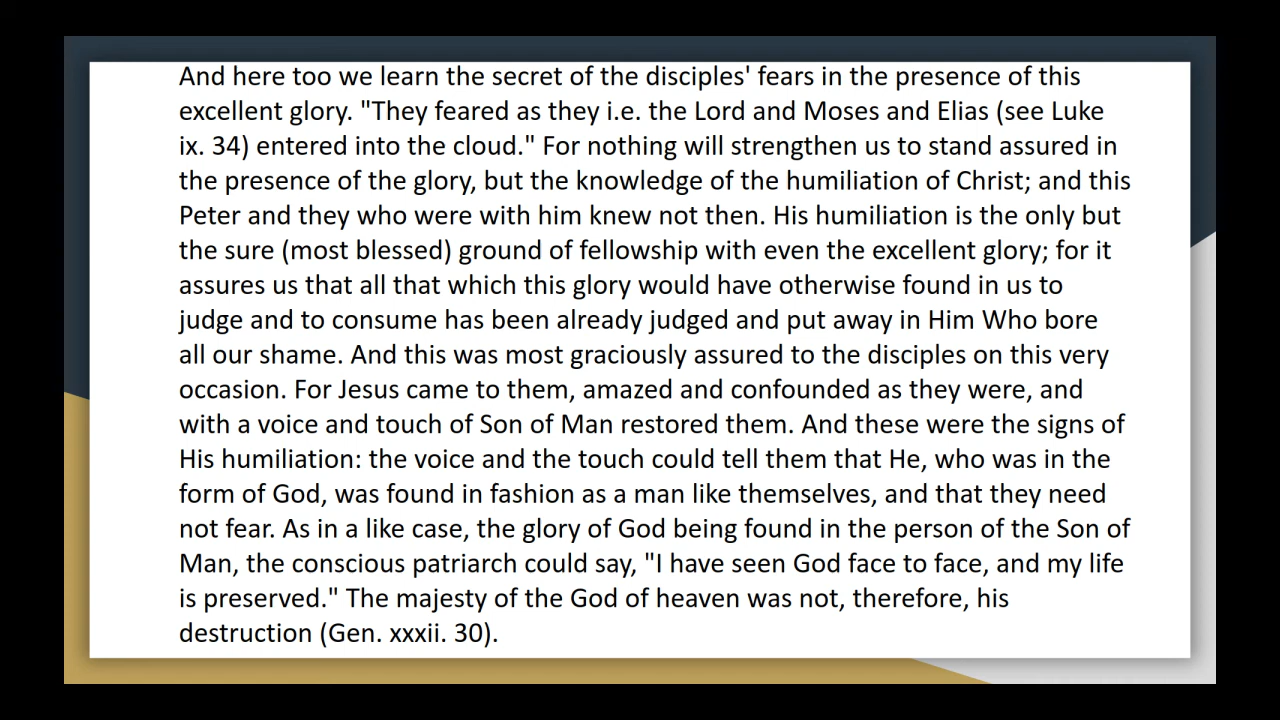 And here too we learn the secret of the disciples' fears in the presence of this
excellent glory. "They feared as they i.e. the Lord and Moses and Elias (see Luke
ix. 34) entered into the cloud." For nothing will strengthen us to stand assured in
the presence of the glory, but the knowledge of the humiliation of Christ; and this
Peter and they who were with him knew not then. His humiliation is the only but
the sure (most blessed) ground of fellowship with even the excellent glory; for it
assures us that all that which this glory would have otherwise found in us to
judge and to consume has been already judged and put away in Him Who bore
all our shame. And this was most graciously assured to the disciples on this very
occasion. For Jesus came to them, amazed and confounded as they were, and
with a voice and touch of Son of Man restored them. And these were the signs of
His humiliation: the voice and the touch could tell them that He, who was in the
form of God, was found in fashion as a man like themselves, and that they need
not fear. As in a like case, the glory of God being found in the person of the Son of
Man, the conscious patriarch could say, "I have seen God face to face, and my life
is preserved." The majesty of the God of heaven was not, therefore, his
destruction (Gen. xxxii. 30).